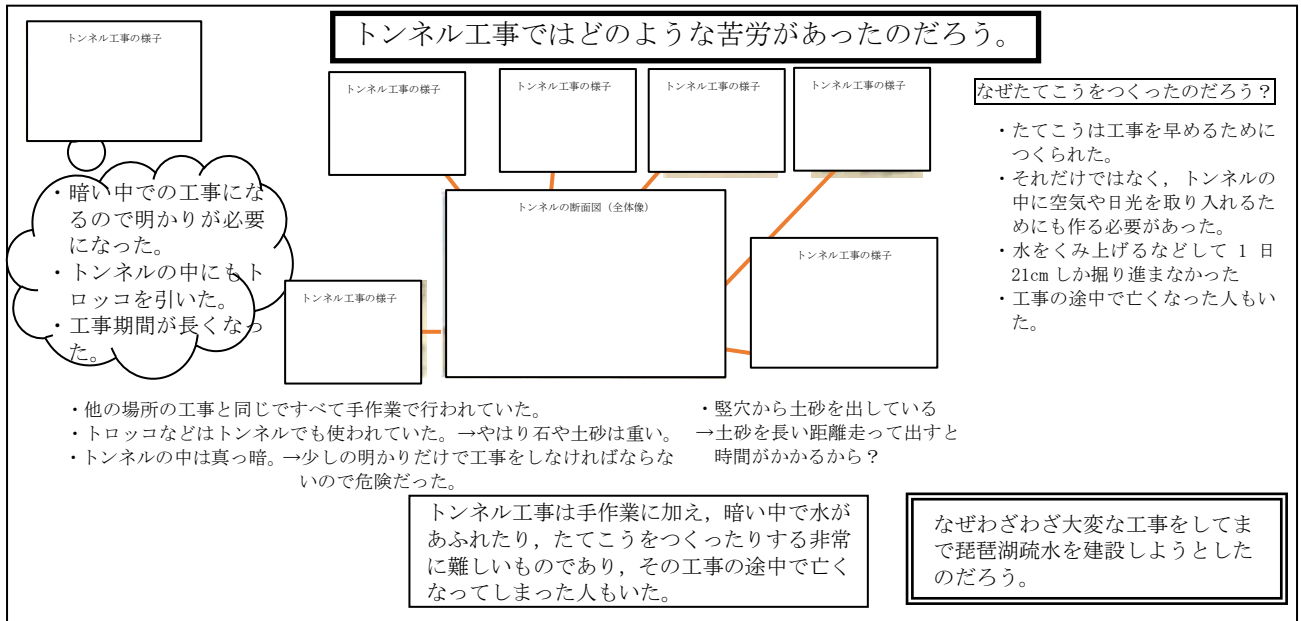 トンネル工事ではどのような苦労があったのだろう。
トンネル工事の様子
・暗い中での工事にな
るので明かりが必要
になった。
・トンネルの中にもト
ロッコを引いた。
・工事期間が長くなっ
た。
トンネル工事の様子
トンネル工事の様子
トンネル工事の様子
トンネル工事の様子
トンネルの断面図（全体像）
トンネル工事の様子
トンネル工事の様子
なぜたてこうをつくったのだろう？
・たてこうは工事を早めるために
つくられた。
・それだけではなく，トンネルの
中に空気や日光を取り入れるた
めにも作る必要があった。
・水をくみ上げるなどして 1 日
21cm しか掘り進まなかった
・工事の途中で亡くなった人もい
た。
・他の場所の工事と同じですべて手作業で行われていた。
・トロッコなどはトンネルでも使われていた。→やはり石や土砂は重い。
・トンネルの中は真っ暗。→少しの明かりだけで工事をしなければならな
いので危険だった。
・竪穴から土砂を出している
→土砂を長い距離走って出すと
時間がかかるから？
トンネル工事は手作業に加え，暗い中で水が
あふれたり，たてこうをつくったりする非常
に難しいものであり，その工事の途中で亡く
なってしまった人もいた。
なぜわざわざ大変な工事をしてま
で琵琶湖疏水を建設しようとした
のだろう。